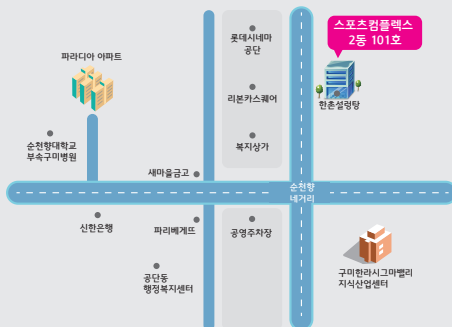 스포츠컴플렉스
2동 101호
롯데시네마
공단
파라디아 아파트
리본카스퀘어
한촌설렁탕
순천향대학교
부속구미병원
복지상가
새마을금고
순천향
네거리
신한은행
파리베게뜨
공영주차장
공단동
행정복지센터
구미한라시그마밸리
지식산업센터